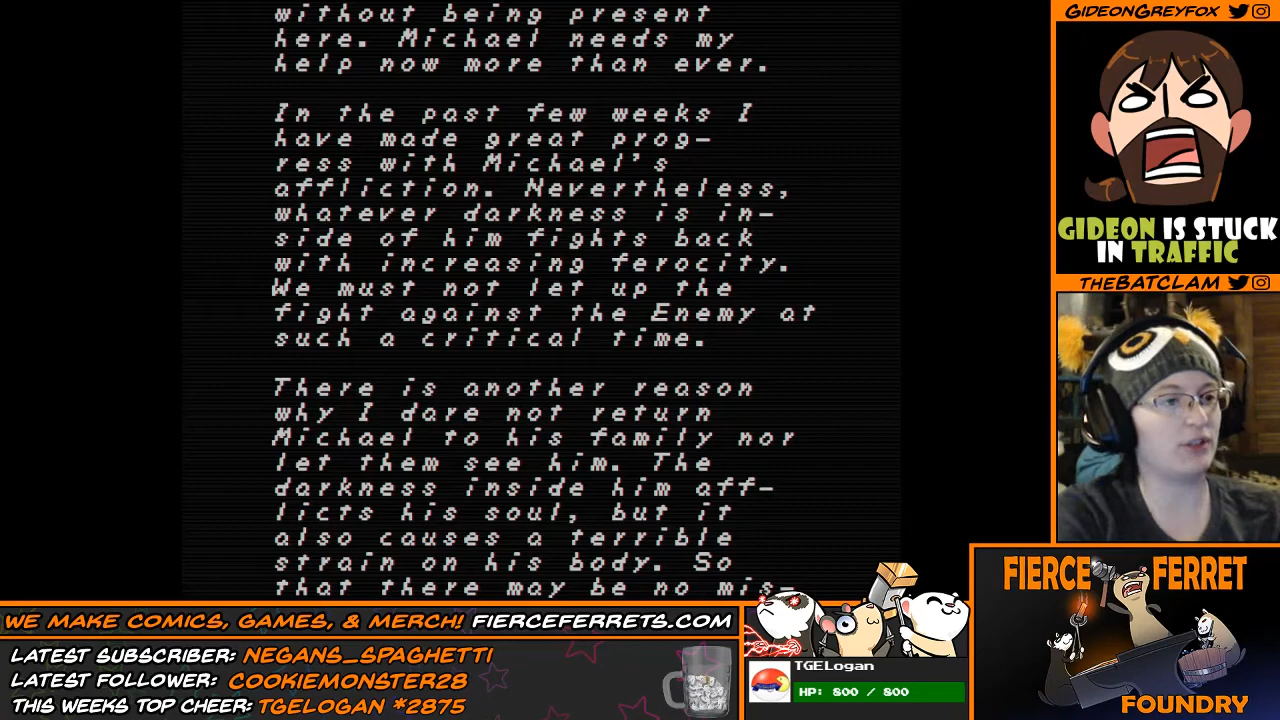 without being present
here. Michael needs my
help now more than ever.
In the past few weeks I
have made great prog-
ress with Michael's
affliction. Nevertheless,
whatever darkness is in-
side of him fights back
with increasing ferocity.
We must not let up the
fight against the Enemy at
such a critical time.
There is another reason
why I dare not return
Michael to his family nor
let them see him. The
darkness inside him aff-
licts his soul, but it
also causes a terrible
strain on his body. So
that there may be no mis-
GIDEONGREYFOX
GIDEON IS STUCK
IN TRAFFIC
THEBATCLAM
FIERCE FERRET
FOUNDRY
WE MAKE COMICS, GAMES, & MERCH! FIERCEFERRETS.COM
LATEST SUBSCRIBER: NEGANS_SPAGHETTI
LATEST FOLLOWER: COOKIEMONSTER28
THIS WEEKS TOP CHEER: TGELOGAN *2875
TGELogan
HP: 800 / 800